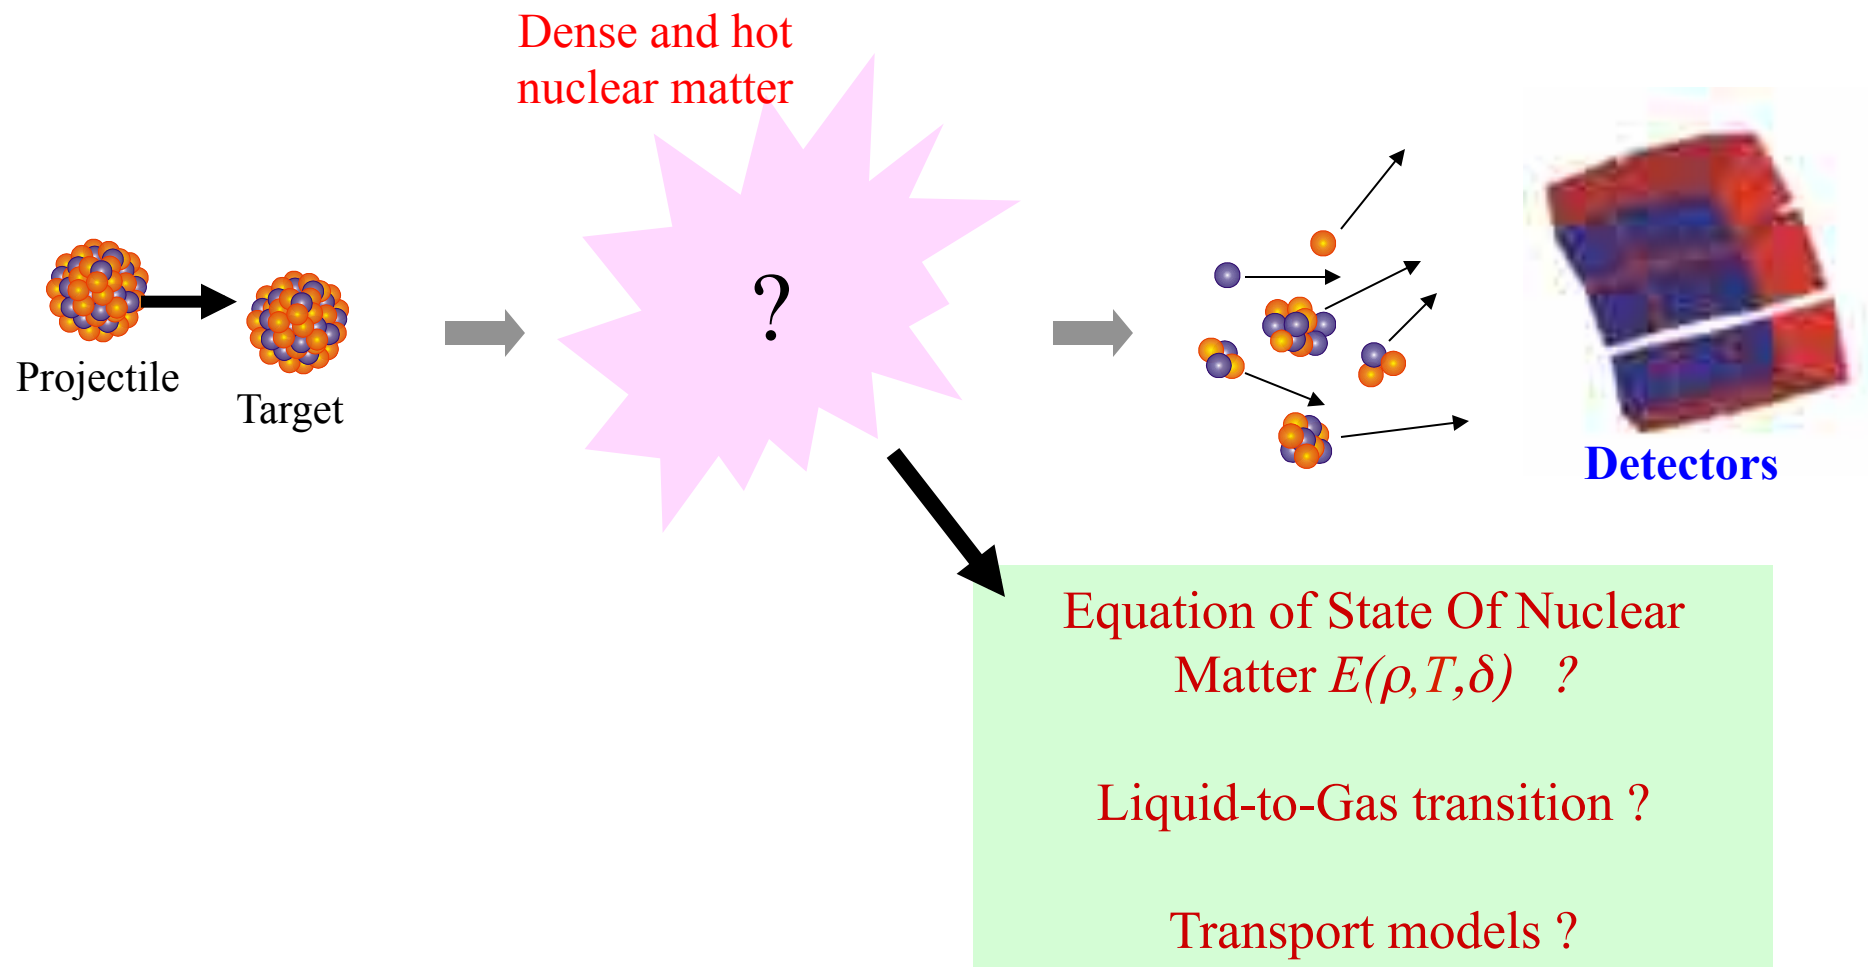 Dense and hot
nuclear matter
?
Projectile
Target
Detectors
Equation of State Of Nuclear
Matter E(ρ,T,δ) ?
Liquid-to-Gas transition ?
Transport models ?